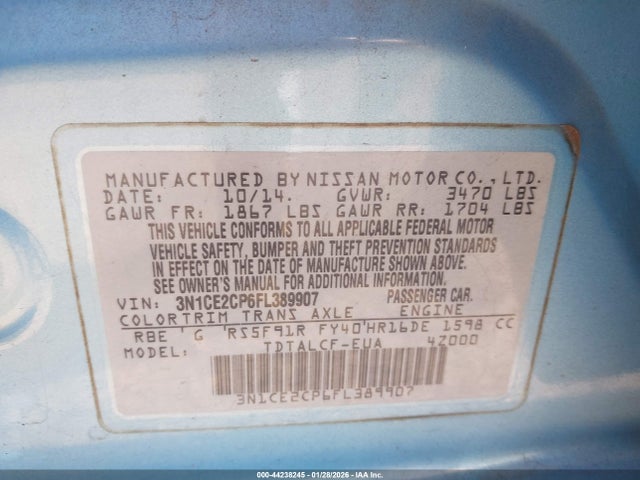 MANUFACTURED BY NISSAN MOTOR CO., LTD.
DATE: 10/14. GVWR: 3470 LBS
GAWR FR: 1867 LBS GAWR RR: 1704 LBS
THIS VEHICLE CONFORMS TO ALL APPLICABLE FEDERAL MOTOR
VEHICLE SAFETY, BUMPER AND THEFT PREVENTION STANDARDS
IN EFFECT ON THE DATE OF MANUFACTURE SHOWN ABOVE.
SEE OWNER'S MANUAL FOR ADDITIONAL INFORMATION.
VIN: 3N1CE2CP6FL389907 PASSENGER CAR.
COLOR TRIM TRANS AXLE ENGINE
RBE G RS5F91R FY40 HR16DE 1598 CC
MODEL: TDTALCF-EUA 4Z000
3N1CE2CP6FL389907
000-44238245 - 01/28/2026 - IAA Inc.